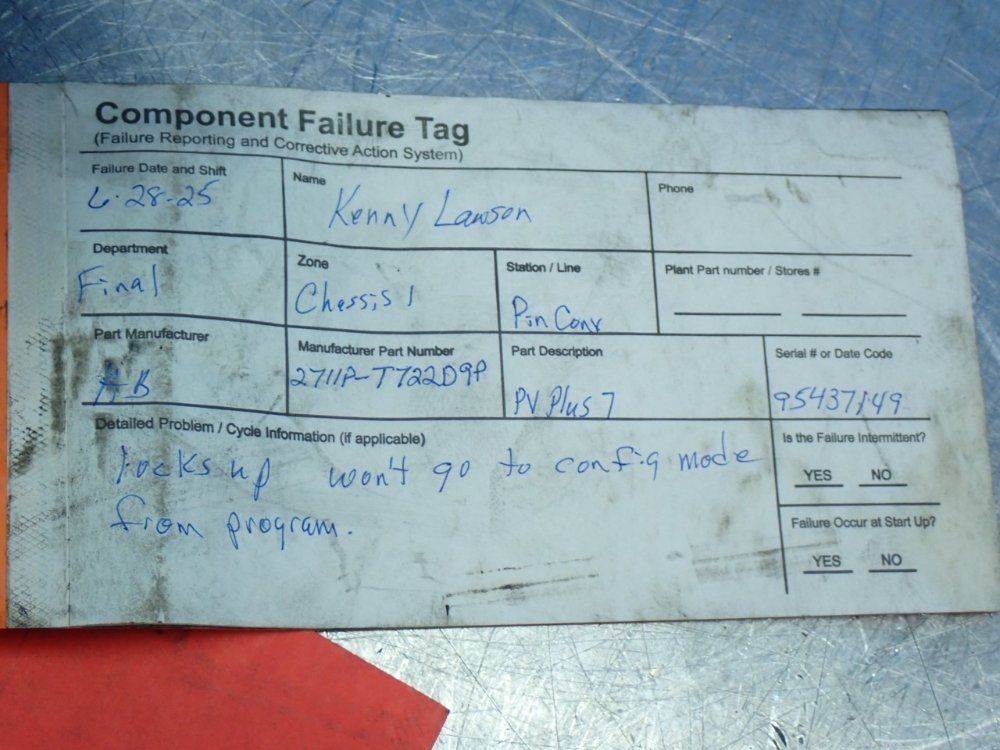 Component Failure Tag
(Failure Reporting and Corrective Action System)
Failure Date and Shift
6-28-25
Name
Kenny Lawson
Phone
Department
Final
Zone
Chassis 1
Station / Line
Pin Conv
Plant Part number / Stores #
Part Manufacturer
AB
Manufacturer Part Number
2711P-T722D9P
Part Description
PV Plus 7
Serial # or Date Code
95437149
Detailed Problem / Cycle Information (if applicable)
locks up won't go to config mode
from program.
Is the Failure Intermittent?
YES NO
Failure Occur at Start Up?
YES NO